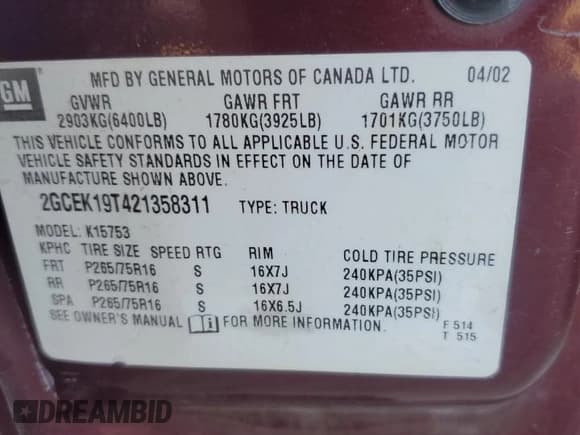 GM
MFD BY GENERAL MOTORS OF CANADA LTD. 04/02
GVWR GAWR FRT GAWR RR
2903KG(6400LB) 1780KG(3925LB) 1701KG(3750LB)
THIS VEHICLE CONFORMS TO ALL APPLICABLE U.S. FEDERAL MOTOR
VEHICLE SAFETY STANDARDS IN EFFECT ON THE DATE OF
MANUFACTURE SHOWN ABOVE.
2GCEK19T421358311 TYPE: TRUCK
MODEL: K15753
KPHC TIRE SIZE SPEED RTG RIM COLD TIRE PRESSURE
FRT P265/75R16 S 16X7J 240KPA(35PSI)
RR P265/75R16 S 16X7J 240KPA(35PSI)
SPA P265/75R16 S 16X6.5J 240KPA(35PSI)
SEE OWNER'S MANUAL i FOR MORE INFORMATION.
F 514
T 515
DREAMBID